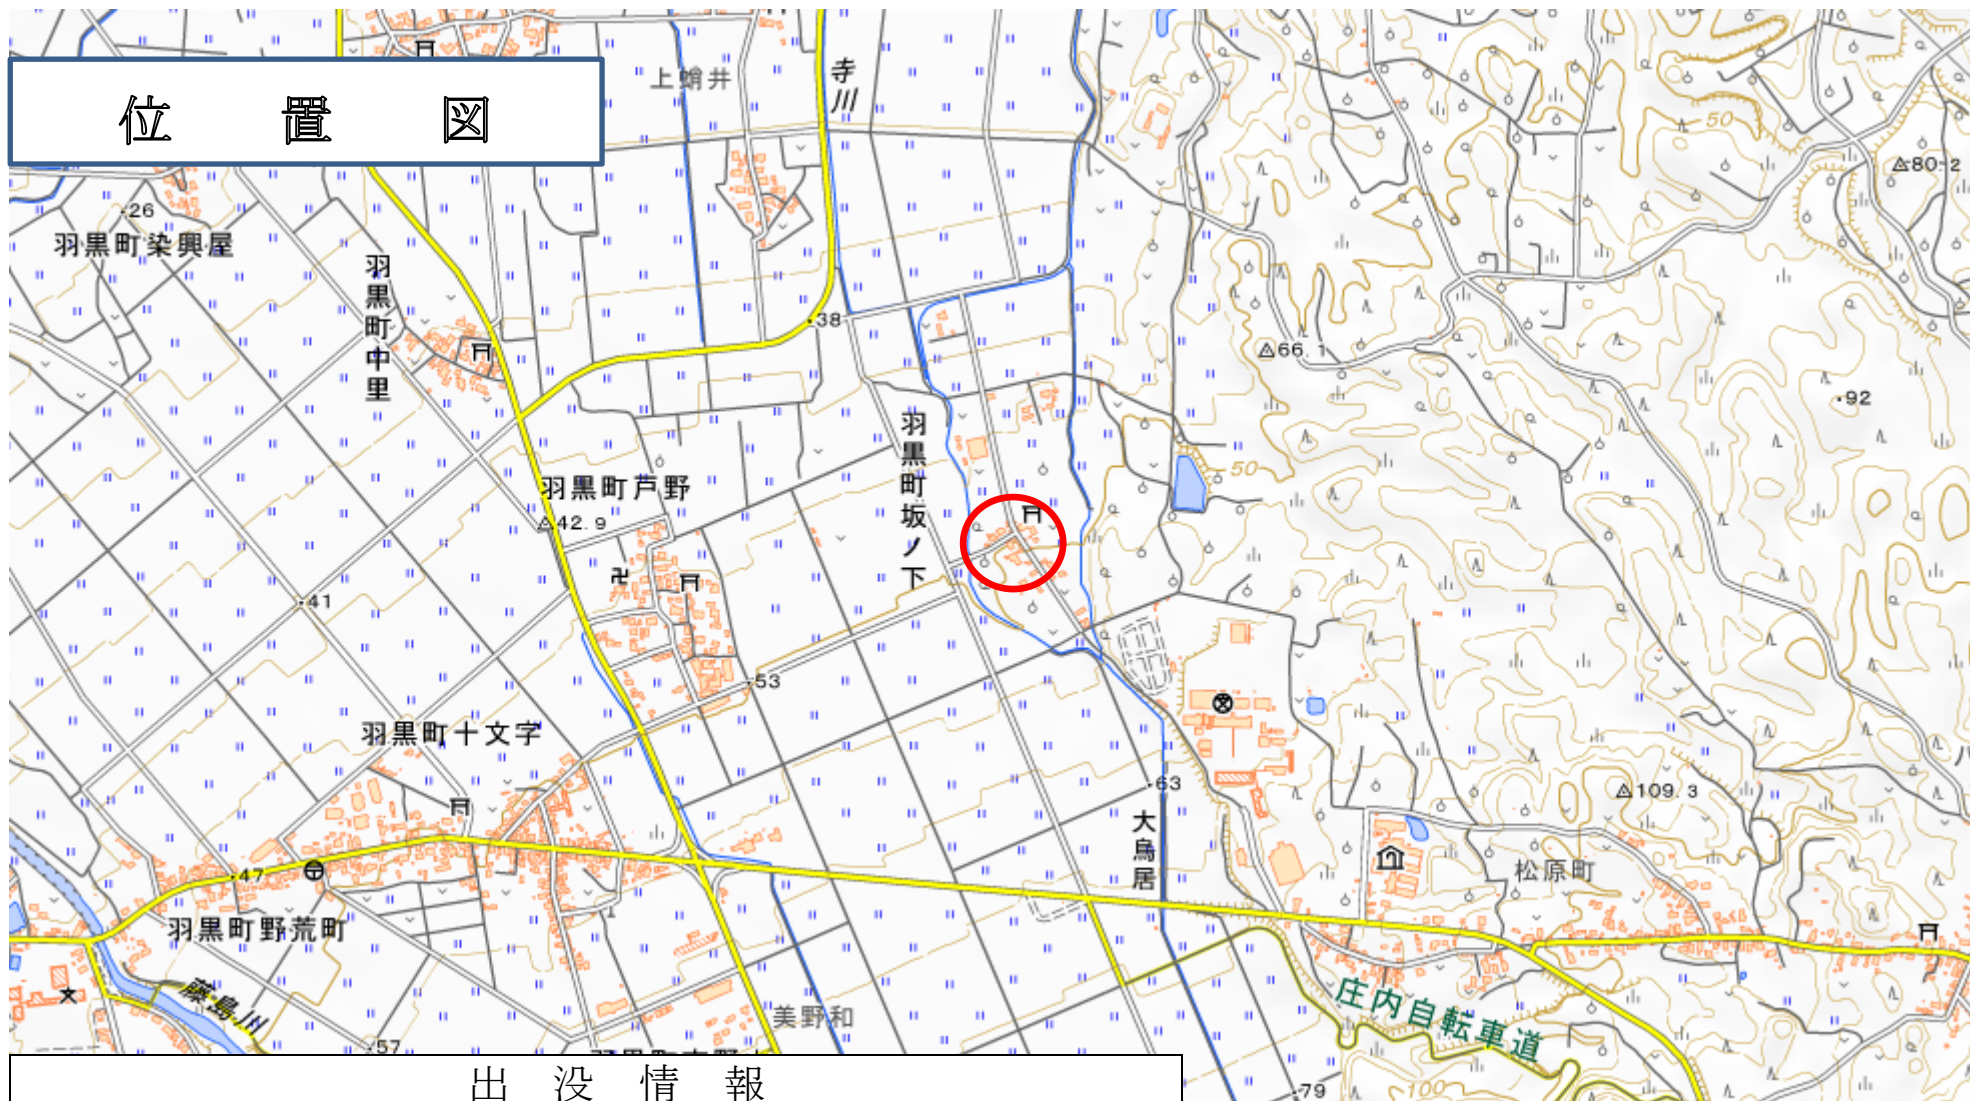 位置図
上蛸井
寺川
50
80.2
26
羽黒町染興屋
羽黒町中里
38
66.1
92
羽黒町坂ノ下
50
羽黒町戸野
42.9
41
53
羽黒町十文字
63
109.3
大鳥居
松原町
47
羽黒町野荒町
藤島川
美野和
庄内自転車道
57
79
100
出没情報